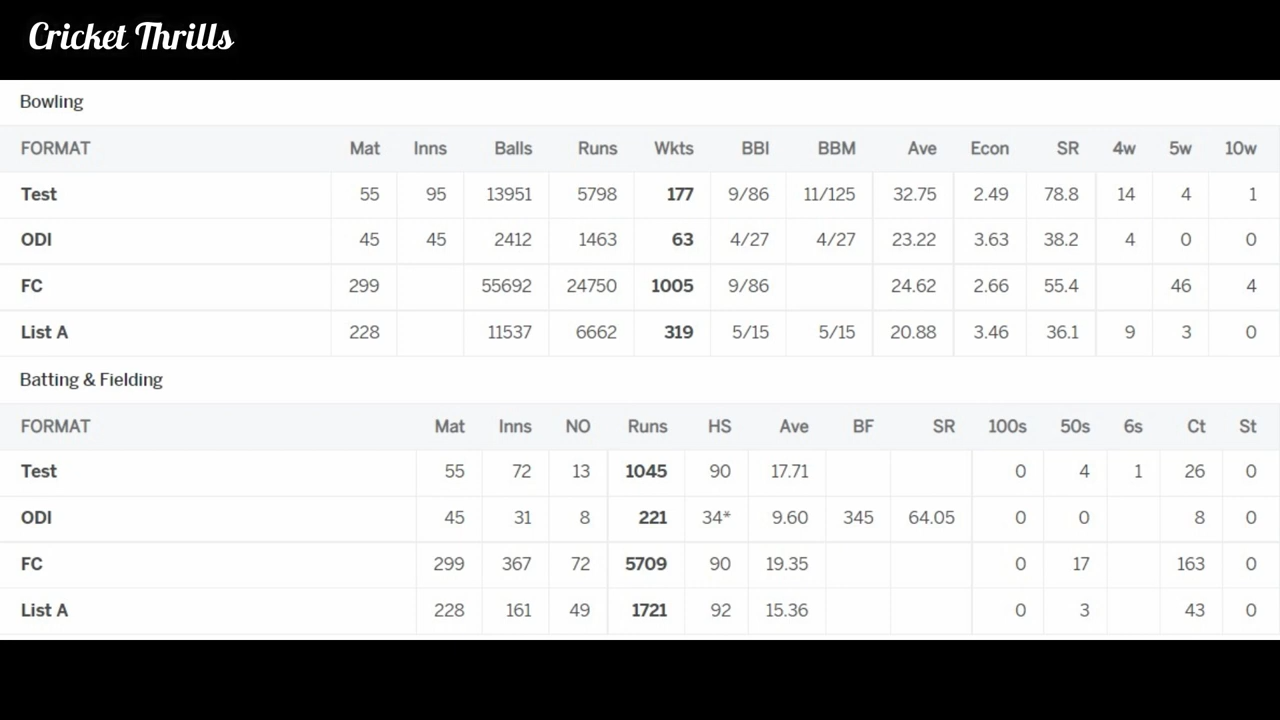 Cricket Thrills
Bowling
FORMAT Mat Inns Balls Runs Wkts BBI BBM Ave Econ SR 4w 5w 10w
Test 55 95 13951 5798 177 9/86 11/125 32.75 2.49 78.8 14 4 1
ODI 45 45 2412 1463 63 4/27 4/27 23.22 3.63 38.2 4 0 0
FC 299 55692 24750 1005 9/86 24.62 2.66 55.4 46 4
List A 228 11537 6662 319 5/15 5/15 20.88 3.46 36.1 9 3 0
Batting & Fielding
FORMAT Mat Inns NO Runs HS Ave BF SR 100s 50s 6s Ct St
Test 55 72 13 1045 90 17.71 0 4 1 26 0
ODI 45 31 8 221 34* 9.60 345 64.05 0 0 8 0
FC 299 367 72 5709 90 19.35 0 17 163 0
List A 228 161 49 1721 92 15.36 0 3 43 0